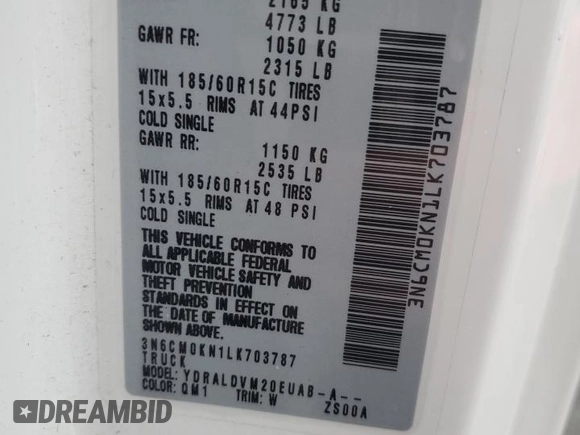 2165 KG
4773 LB
GAWR FR: 1050 KG
2315 LB
WITH 185/60R15C TIRES
15x5.5 RIMS AT 44PSI
COLD SINGLE
GAWR RR: 1150 KG
2535 LB
WITH 185/60R15C TIRES
15x5.5 RIMS AT 48 PSI
COLD SINGLE
THIS VEHICLE CONFORMS TO
ALL APPLICABLE FEDERAL
MOTOR VEHICLE SAFETY AND
THEFT PREVENTION
STANDARDS IN EFFECT ON
THE DATE OF MANUFACTURE
SHOWN ABOVE.
3N6CM0KN1LK703787
TRUCK
MODEL: YDRALDVM20EUAB-A--
COLOR: QM1 TRIM: W ZS00A
3N6CM0KN1LK703787
DREAMBID